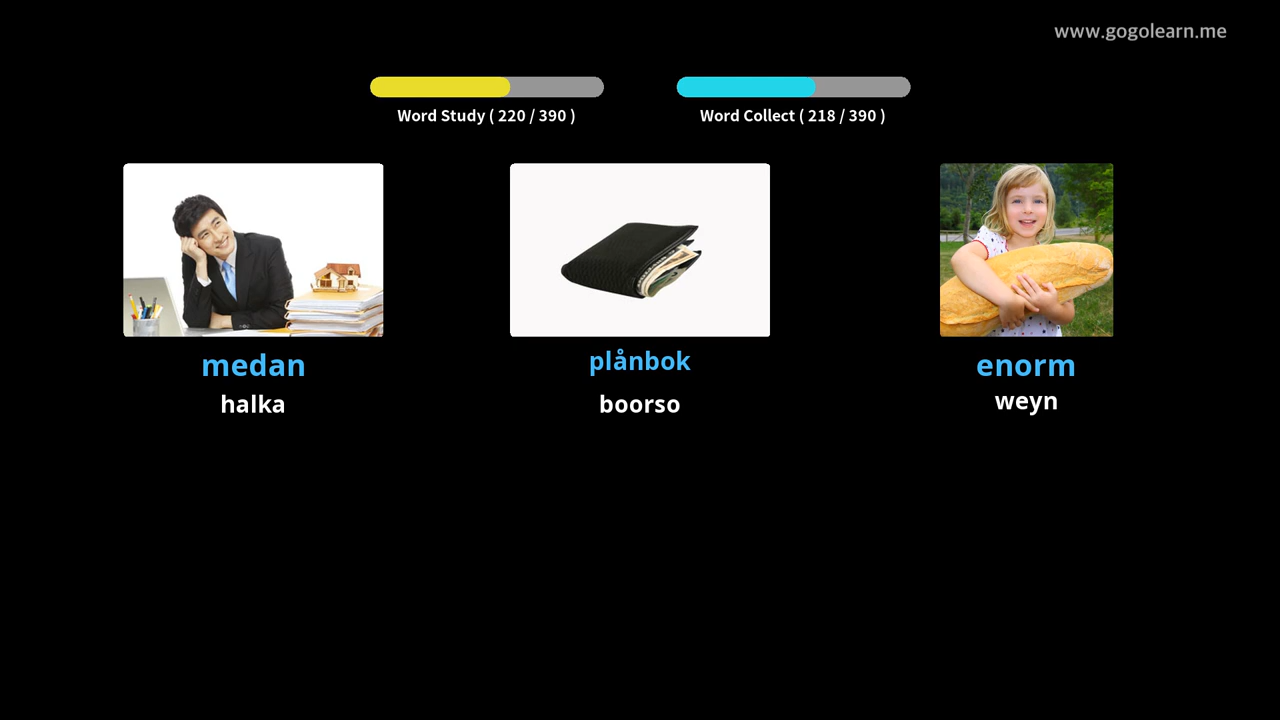 www.gogolearn.me
Word Study ( 220 / 390 )
Word Collect ( 218 / 390 )
medan
plånbok
enorm
halka
boorso
weyn